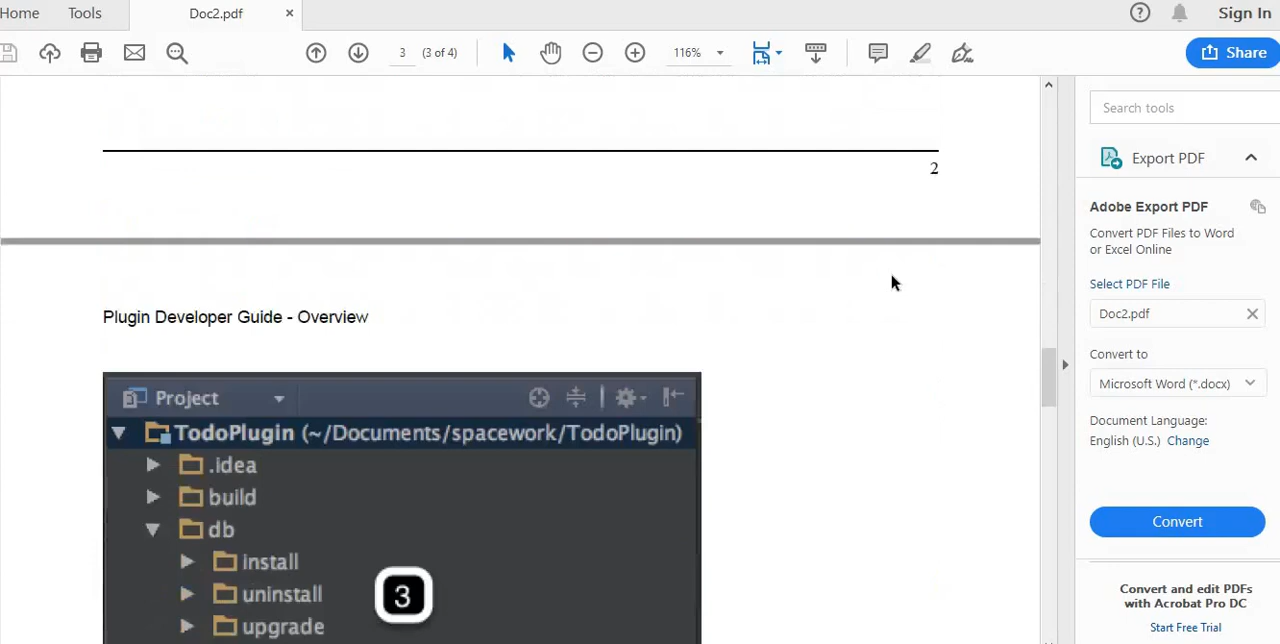 Home Tools Doc2.pdf × ? Sign In
3 (3 of 4) 116% Share
2
Plugin Developer Guide - Overview
Project
TodoPlugin (~/Documents/spacework/TodoPlugin)
.idea
build
db
install
uninstall
3
upgrade
Search tools
Export PDF
Adobe Export PDF
Convert PDF Files to Word
or Excel Online
Select PDF File
Doc2.pdf
Convert to
Microsoft Word (*.docx)
Document Language:
English (U.S.) Change
Convert
Convert and edit PDFs
with Acrobat Pro DC
Start Free Trial